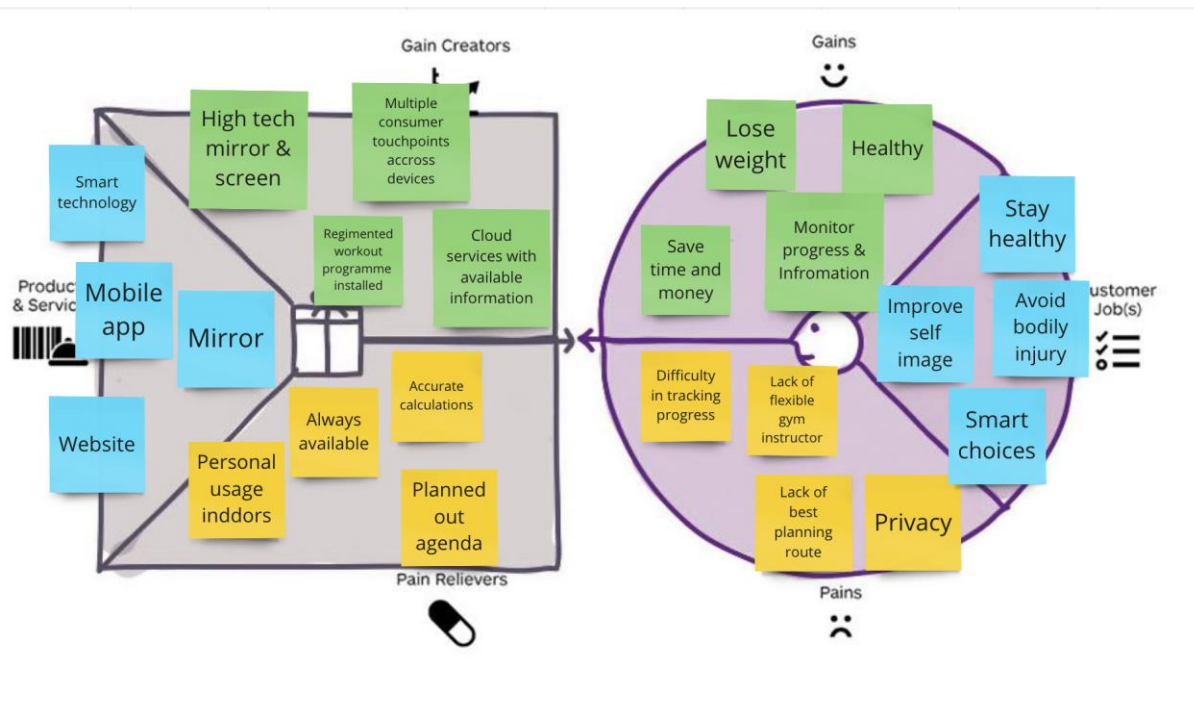 Gain Creators
High tech
mirror &
screen
Multiple
consumer
touchpoints
accross
devices
Smart
technology
Regimented
workout
programme
installed
Cloud
services with
available
information
Produc
& Servic
Mobile
app
Mirror
Website
Accurate
calculations
Always
available
Personal
usage
inddors
Planned
out
agenda
Pain Relievers
Gains
Lose
weight
Healthy
Save
time and
money
Monitor
progress &
Infromation
Stay
healthy
Improve
self
image
Avoid
bodily
injury
ustomer
Job(s)
Smart
choices
Difficulty
in tracking
progress
Lack of
flexible
gym
instructor
Lack of
best
planning
route
Privacy
Pains